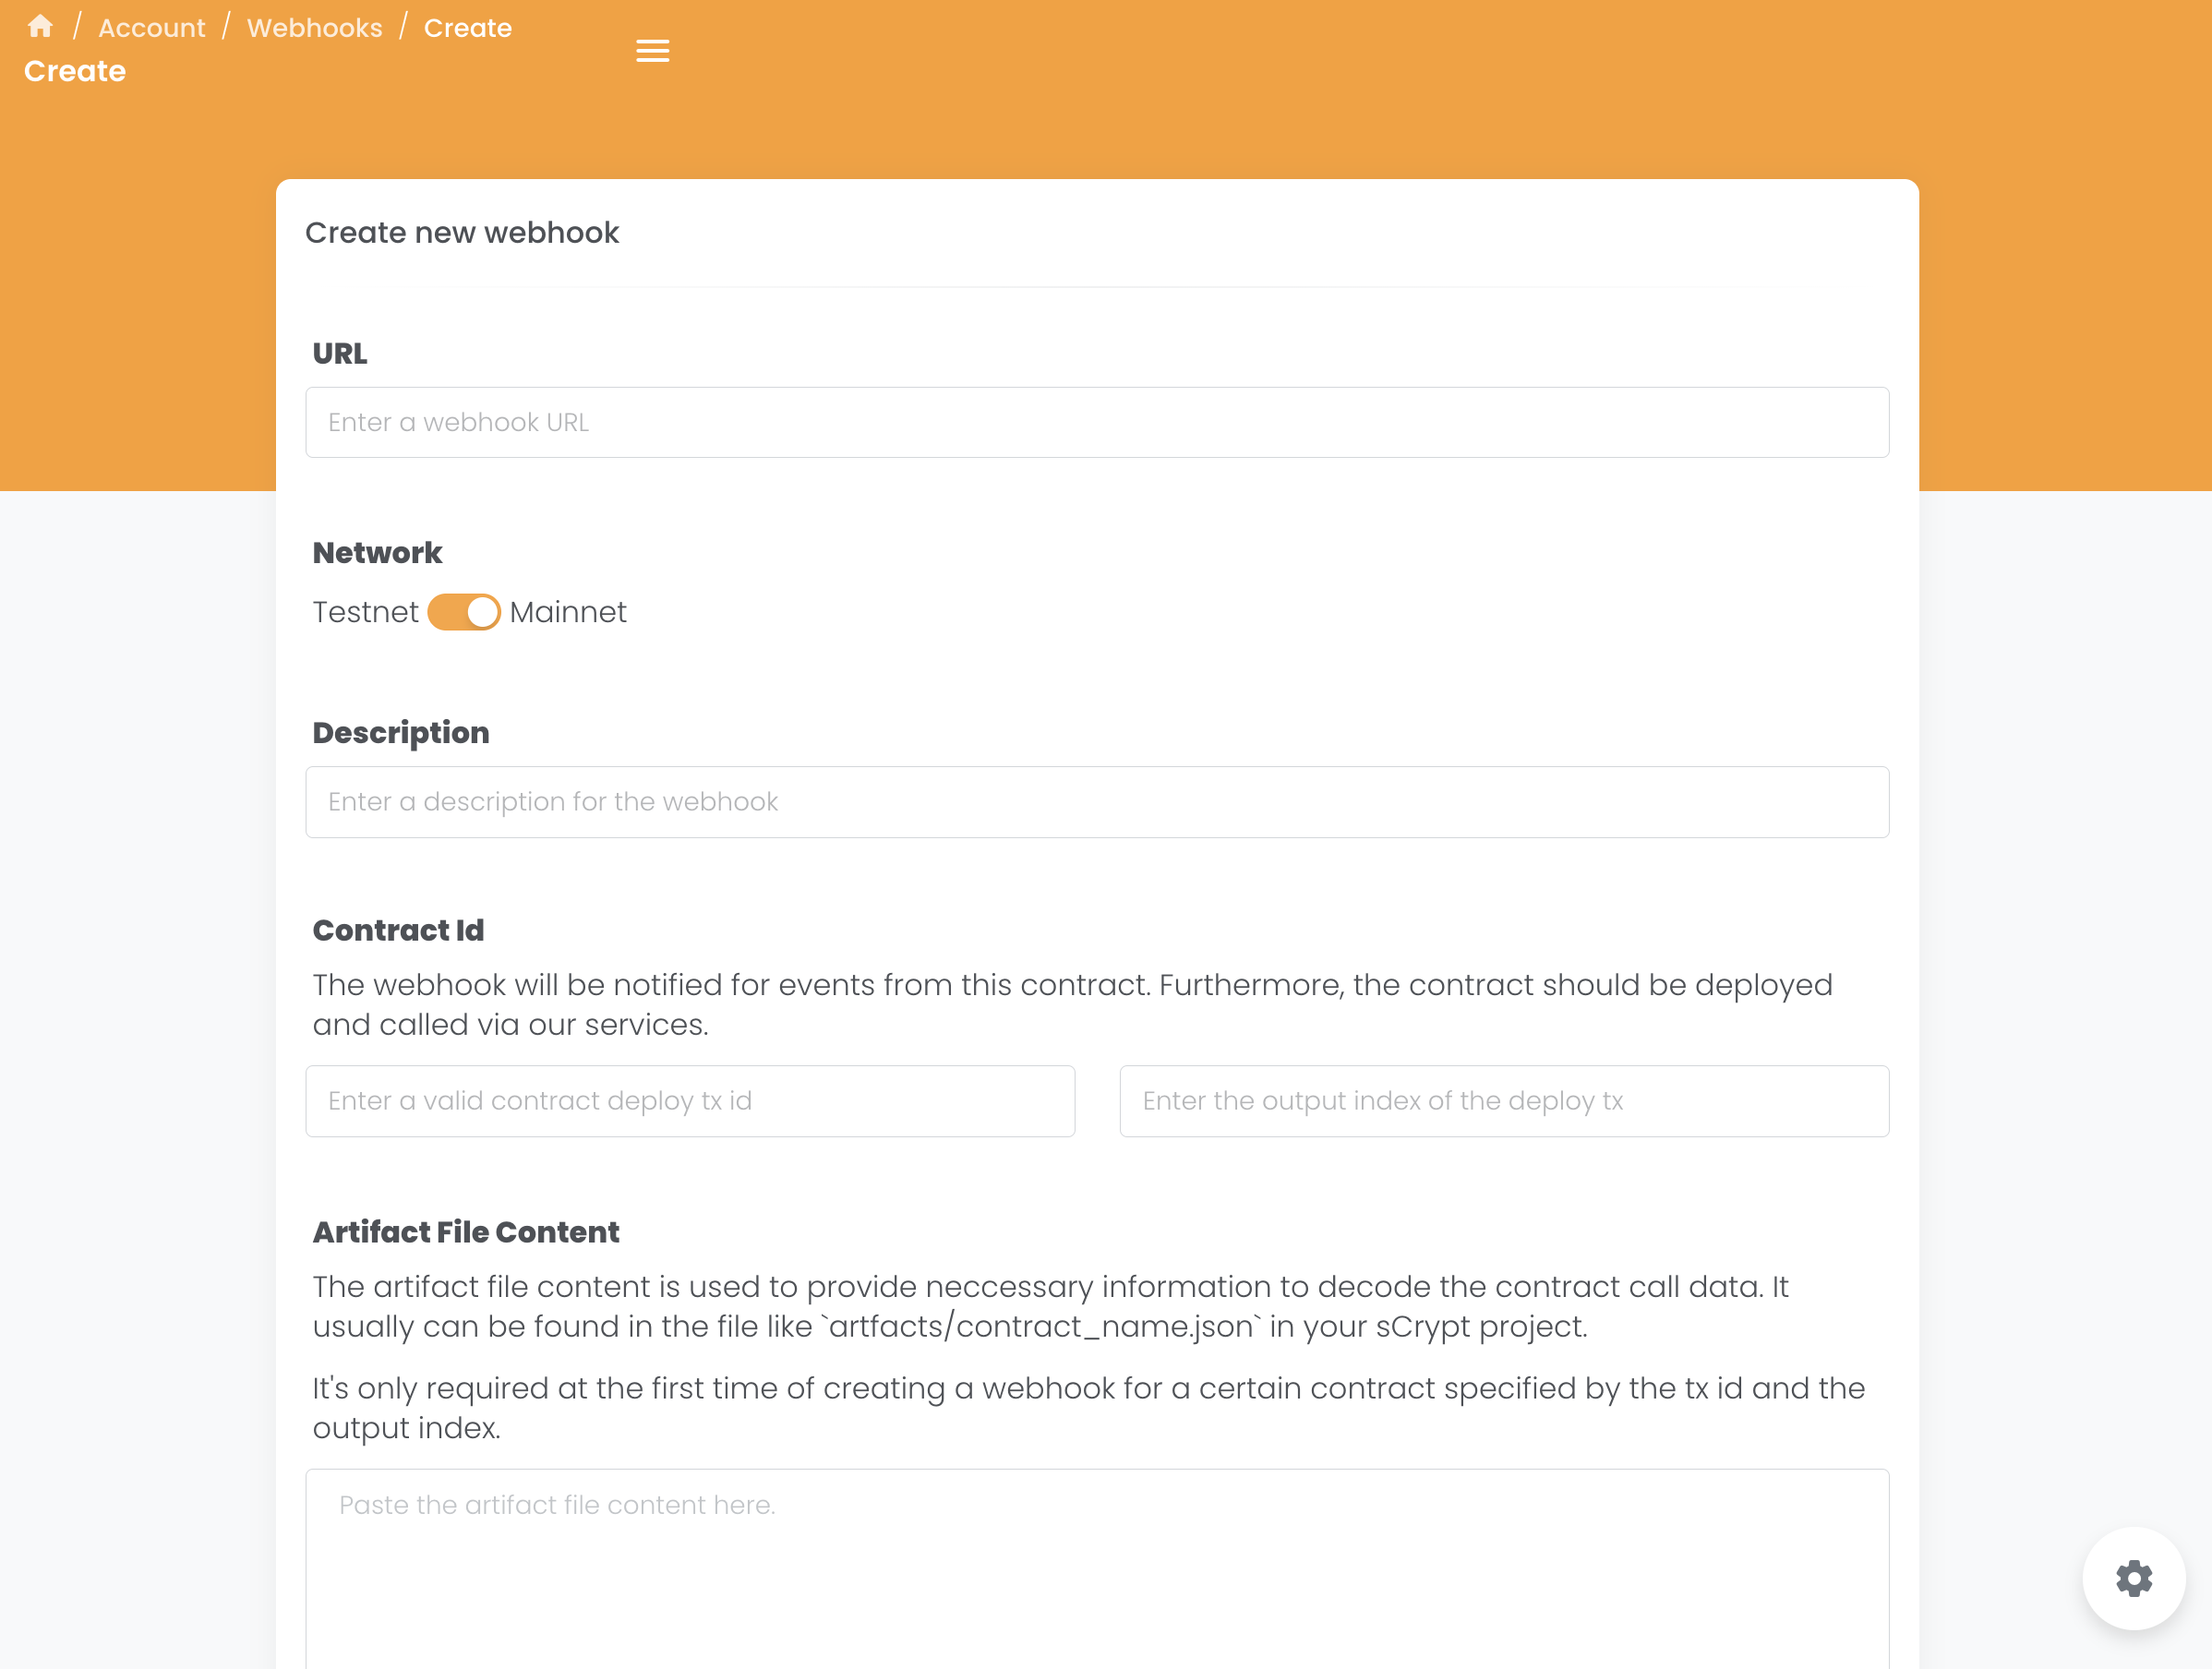 / Account / Webhooks / Create
Create
Create new webhook
URL
Enter a webhook URL
Network
Testnet Mainnet
Description
Enter a description for the webhook
Contract Id
The webhook will be notified for events from this contract. Furthermore, the contract should be deployed
and called via our services.
Enter a valid contract deploy tx id
Enter the output index of the deploy tx
Artifact File Content
The artifact file content is used to provide neccessary information to decode the contract call data. It
usually can be found in the file like `artfacts/contract_name.json` in your sCrypt project.
It's only required at the first time of creating a webhook for a certain contract specified by the tx id and the
output index.
Paste the artifact file content here.